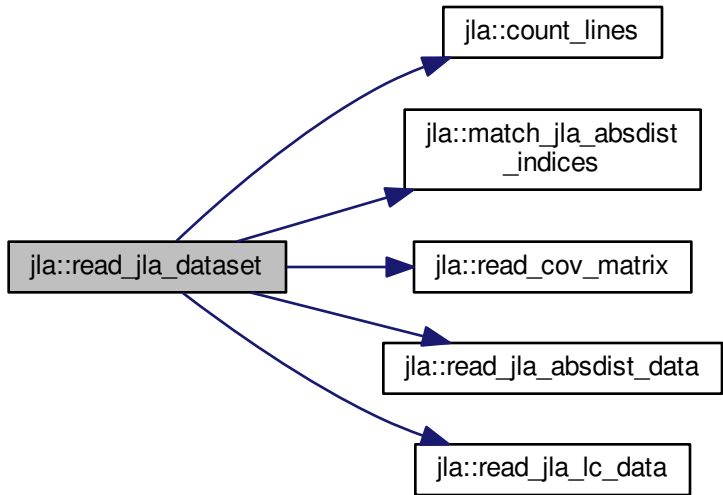 jla::count_lines
jla::match_jla_absdist
_indices
jla::read_jla_dataset
jla::read_cov_matrix
jla::read_jla_absdist_data
jla::read_jla_lc_data